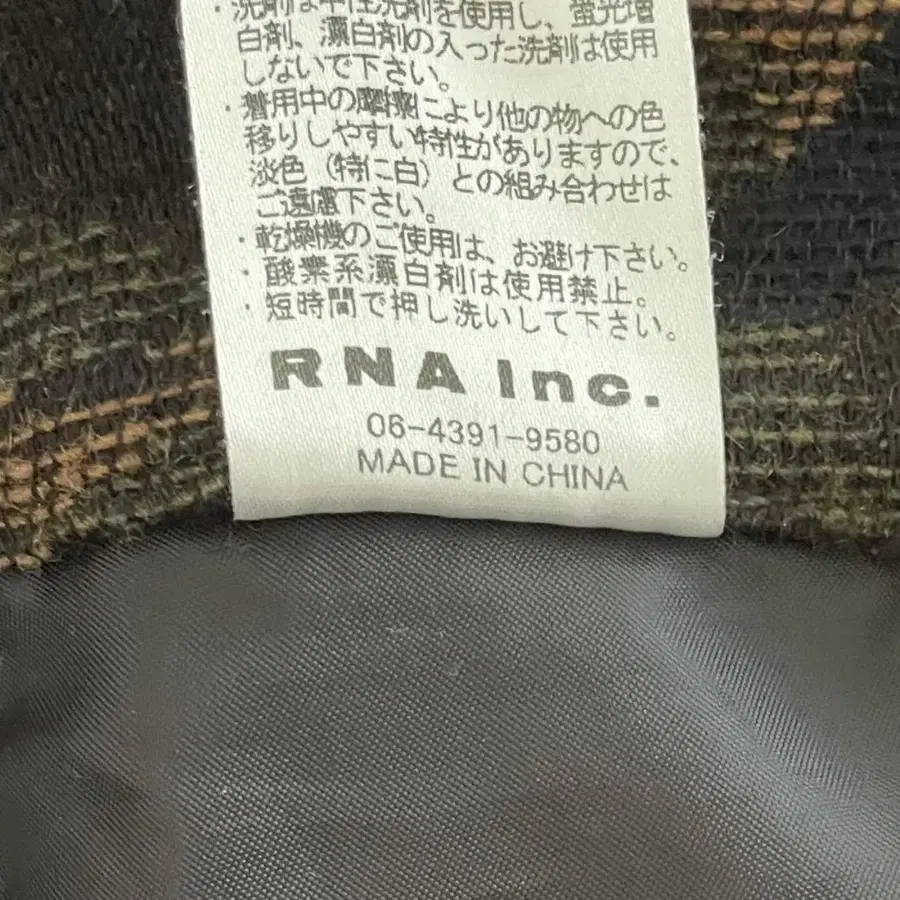 ・洗剤は中性洗剤を使用し、蛍光増
白剤、漂白剤の入った洗剤は使用
しないで下さい。
・着用中の摩擦により他の物への色
移りしやすい特性がありますので、
淡色（特に白）との組み合わせは
ご遠慮下さい。
・乾燥機のご使用は、お避け下さい。
・酸素系漂白剤は使用禁止。
・短時間で押し洗いして下さい。
RNA Inc.
06-4391-9580
MADE IN CHINA